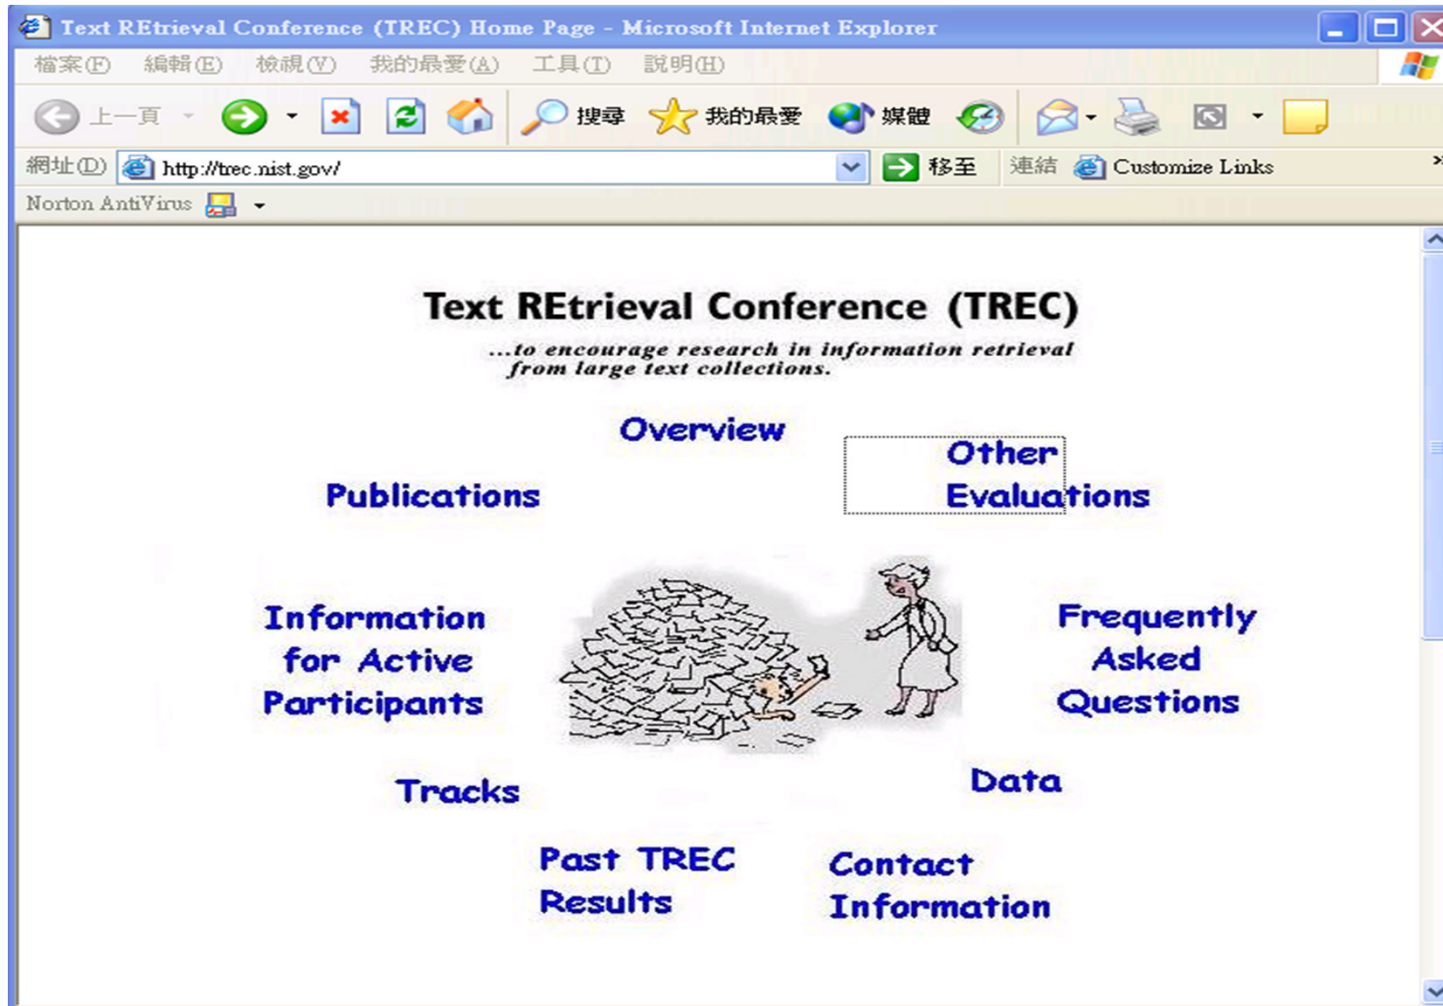 Text REtrieval Conference (TREC) Home Page - Microsoft Internet Explorer
檔案(F) 編輯(E) 檢視(V) 我的最愛(A) 工具(T) 說明(H)
上一頁 搜尋 我的最愛 媒體
網址(D) http://trec.nist.gov/ 移至 連結 Customize Links »
Norton AntiVirus
Text REtrieval Conference (TREC)
...to encourage research in information retrieval
from large text collections.
Overview
Other
Evaluations
Publications
Information
for Active
Participants
Frequently
Asked
Questions
Tracks
Data
Past TREC
Results
Contact
Information